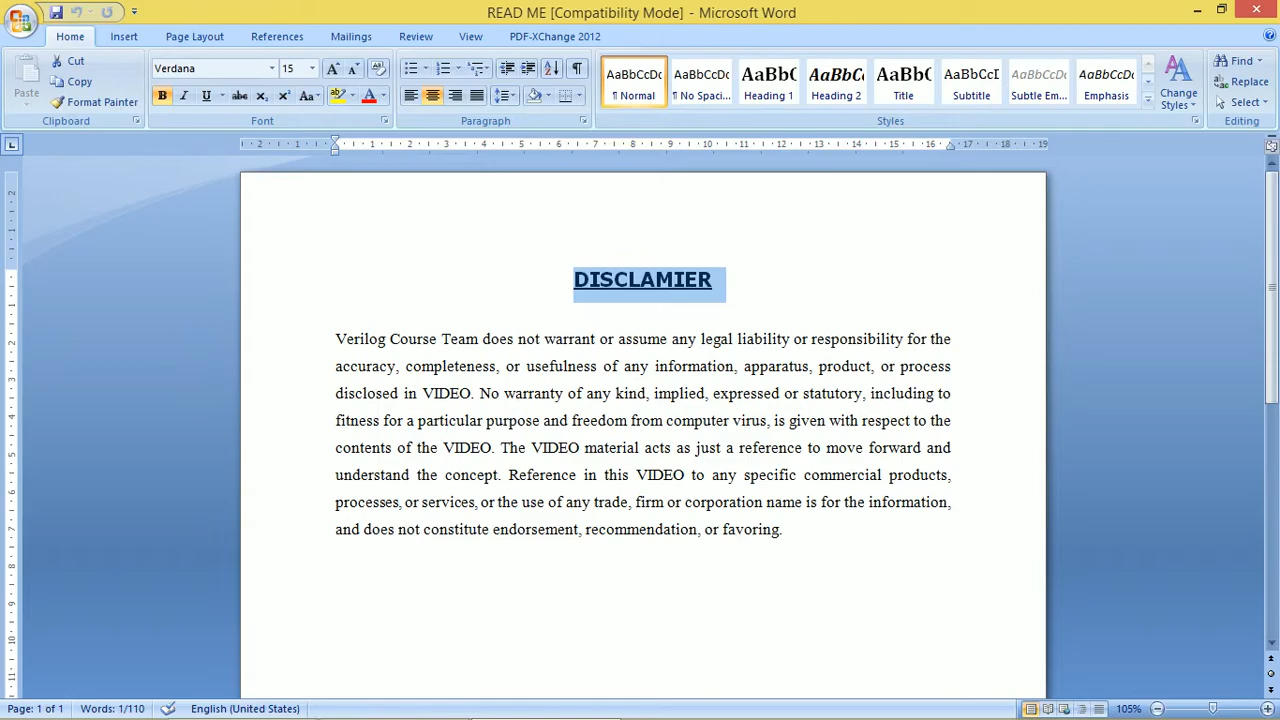 READ ME [Compatibility Mode] - Microsoft Word
Home Insert Page Layout References Mailings Review View PDF-XChange 2012
Paste Cut Copy Format Painter Clipboard
Verdana 15 Font
Paragraph
AaBbCcDc AaBbCcDc AaBbC AaBbCc AaBbC AaBbCcI AaBbCcDc AaBbCcDc
¶ Normal ¶ No Spaci... Heading 1 Heading 2 Title Subtitle Subtle Em... Emphasis
Change Styles Styles
Find Replace Select Editing
DISCLAMIER
Verilog Course Team does not warrant or assume any legal liability or responsibility for the
accuracy, completeness, or usefulness of any information, apparatus, product, or process
disclosed in VIDEO. No warranty of any kind, implied, expressed or statutory, including to
fitness for a particular purpose and freedom from computer virus, is given with respect to the
contents of the VIDEO. The VIDEO material acts as just a reference to move forward and
understand the concept. Reference in this VIDEO to any specific commercial products,
processes, or services, or the use of any trade, firm or corporation name is for the information,
and does not constitute endorsement, recommendation, or favoring.
Page: 1 of 1 Words: 1/110 English (United States) 105%